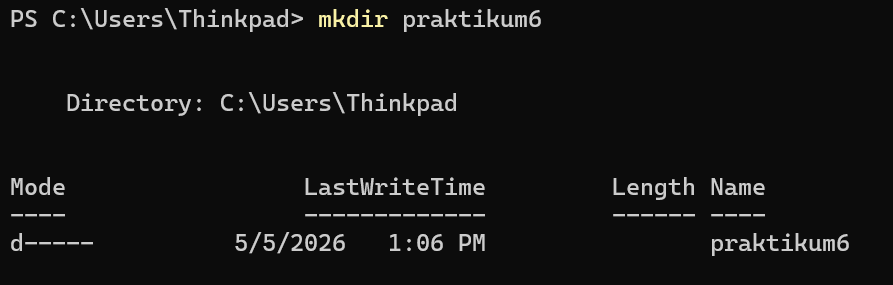 PS C:\Users\Thinkpad> mkdir praktikum6
Directory: C:\Users\Thinkpad
Mode                 LastWriteTime         Length Name
----                 -------------         ------ ----
d-----          5/5/2026   1:06 PM                praktikum6